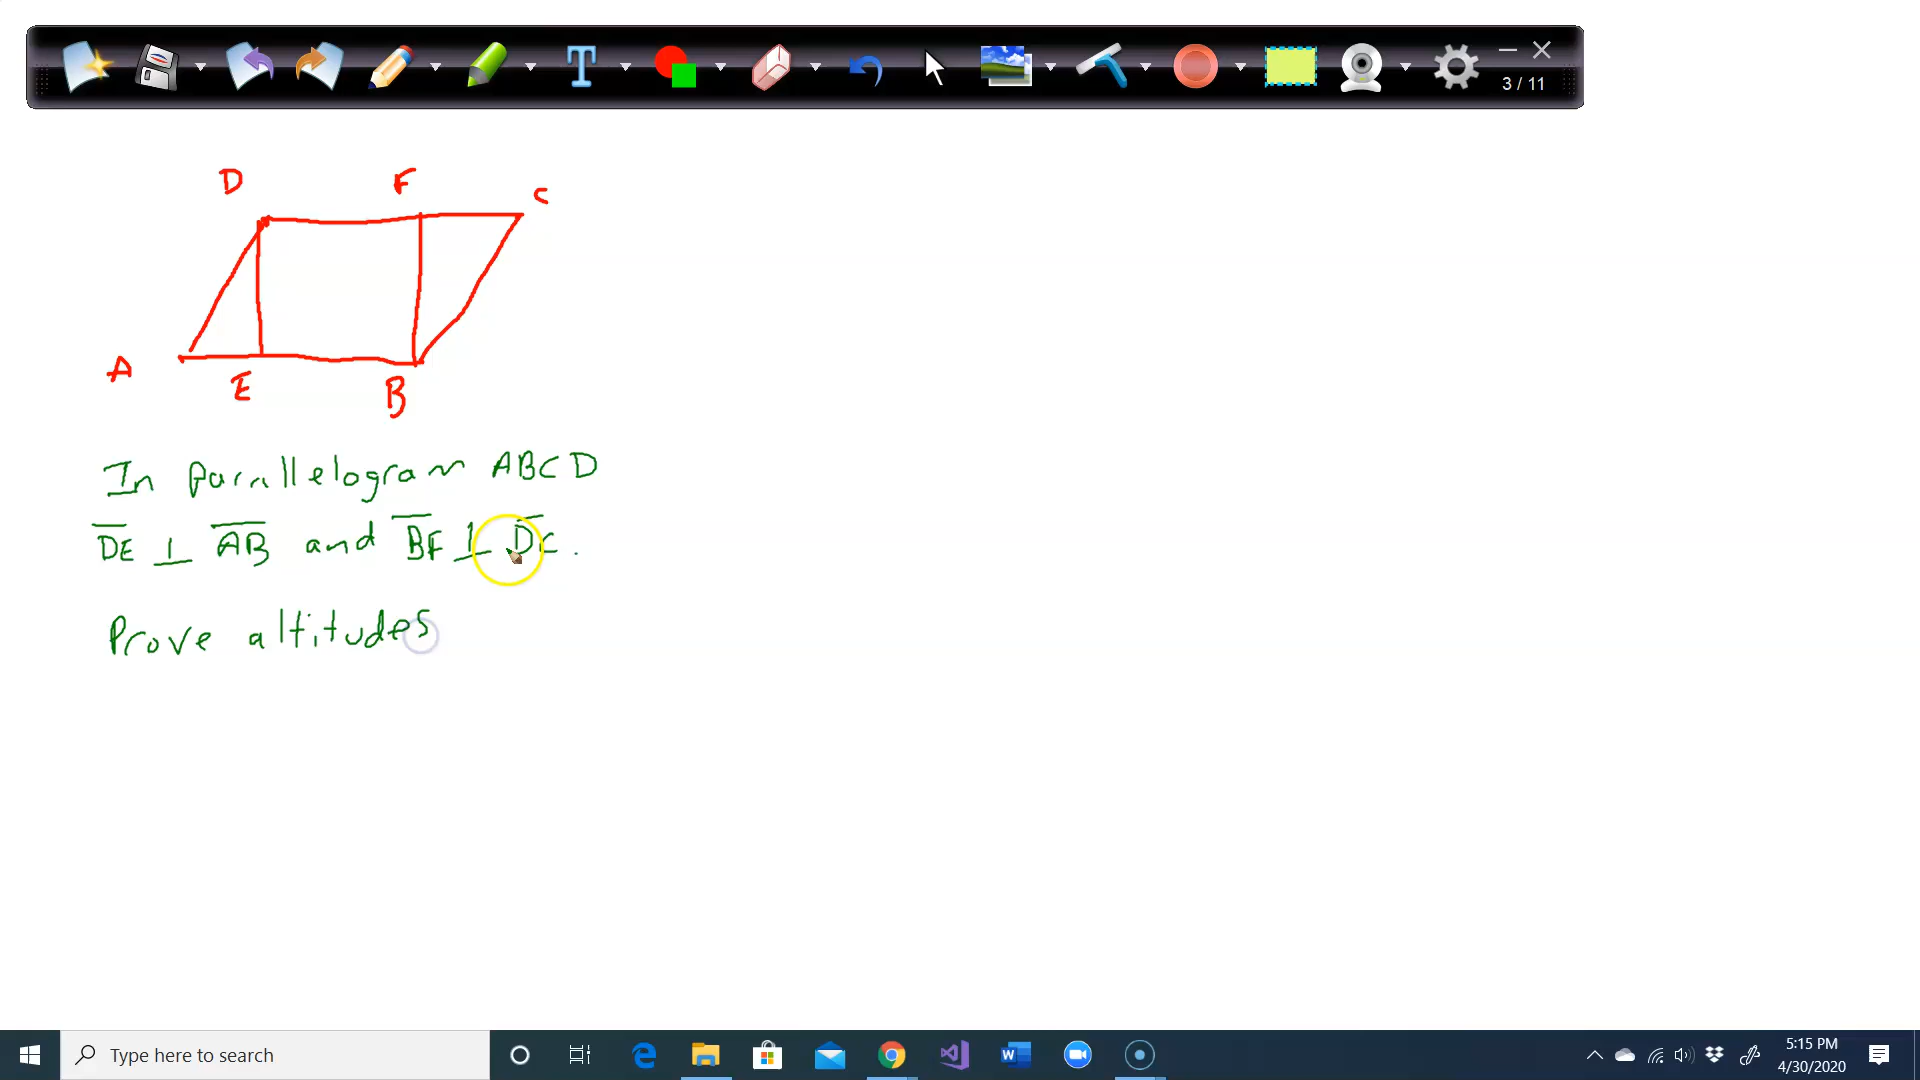 3 / 11
D F C
A E B
In parallelogram ABCD
DE ⊥ AB and BF ⊥ DC.
Prove altitudes
Type here to search
5:15 PM
4/30/2020